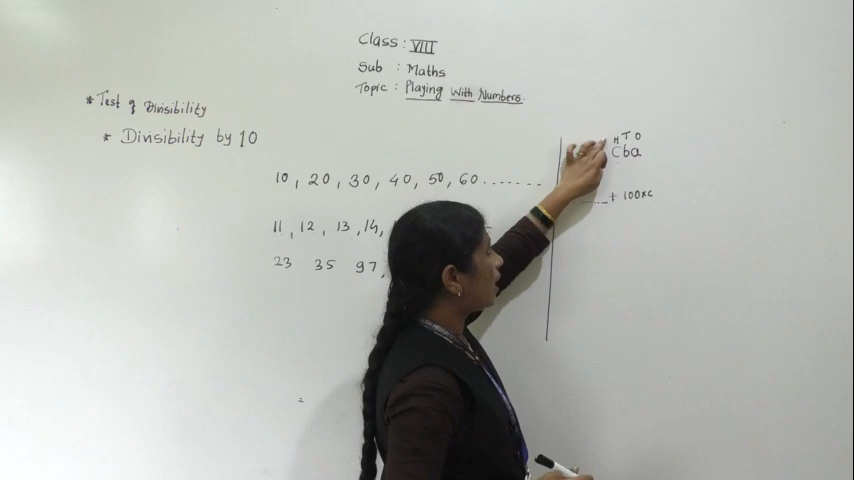 Class : VIII
Sub : Maths
Topic : Playing With Numbers.
* Test of Divisibility
* Divisibility by 10
H T O
Cba
10, 20, 30, 40, 50, 60.......
.....+ 100×c
11, 12, 13, 14,
23 35 97,
=